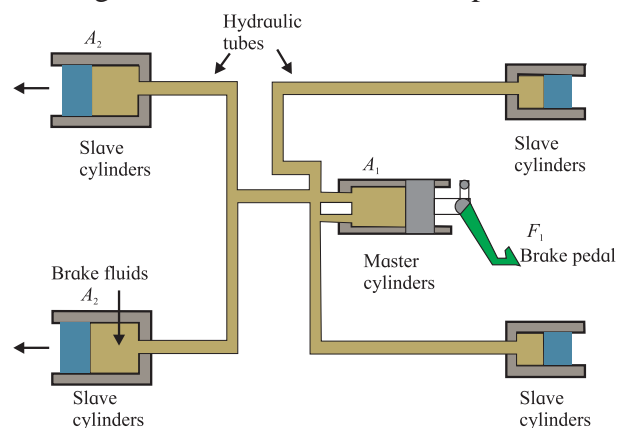 Hydraulic
tubes
A₂
Slave
cylinders
Slave
cylinders
A₁
F₁
Brake pedal
Master
cylinders
Brake fluids
A₂
Slave
cylinders
Slave
cylinders